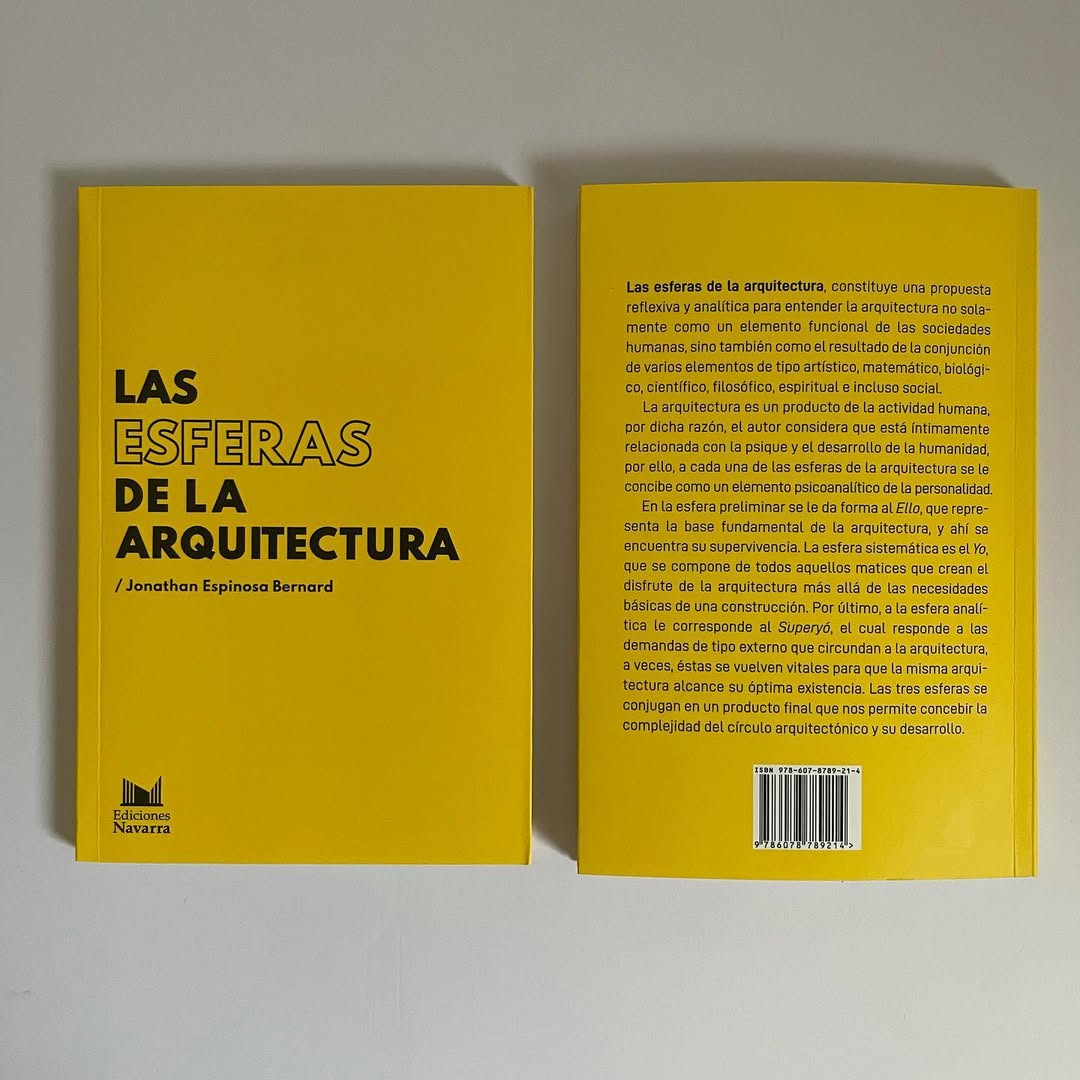 LAS
ESFERAS
DE LA
ARQUITECTURA
/ Jonathan Espinosa Bernard
Ediciones
Navarra
Las esferas de la arquitectura, constituye una propuesta
reflexiva y analítica para entender la arquitectura no sola-
mente como un elemento funcional de las sociedades
humanas, sino también como el resultado de la conjunción
de varios elementos de tipo artístico, matemático, biológi-
co, científico, filosófico, espiritual e incluso social.
La arquitectura es un producto de la actividad humana,
por dicha razón, el autor considera que está íntimamente
relacionada con la psique y el desarrollo de la humanidad,
por ello, a cada una de las esferas de la arquitectura se le
concibe como un elemento psicoanalítico de la personalidad.
En la esfera preliminar se le da forma al Ello, que repre-
senta la base fundamental de la arquitectura, y ahí se
encuentra su supervivencia. La esfera sistemática es el Yo,
que se compone de todos aquellos matices que crean el
disfrute de la arquitectura más allá de las necesidades
básicas de una construcción. Por último, a la esfera analí-
tica le corresponde al Superyó, el cual responde a las
demandas de tipo externo que circundan a la arquitectura,
a veces, éstas se vuelven vitales para que la misma arqui-
tectura alcance su óptima existencia. Las tres esferas se
conjugan en un producto final que nos permite concebir la
complejidad del círculo arquitectónico y su desarrollo.
ISBN 978-607-8789-21-4
9 786078 789214 >